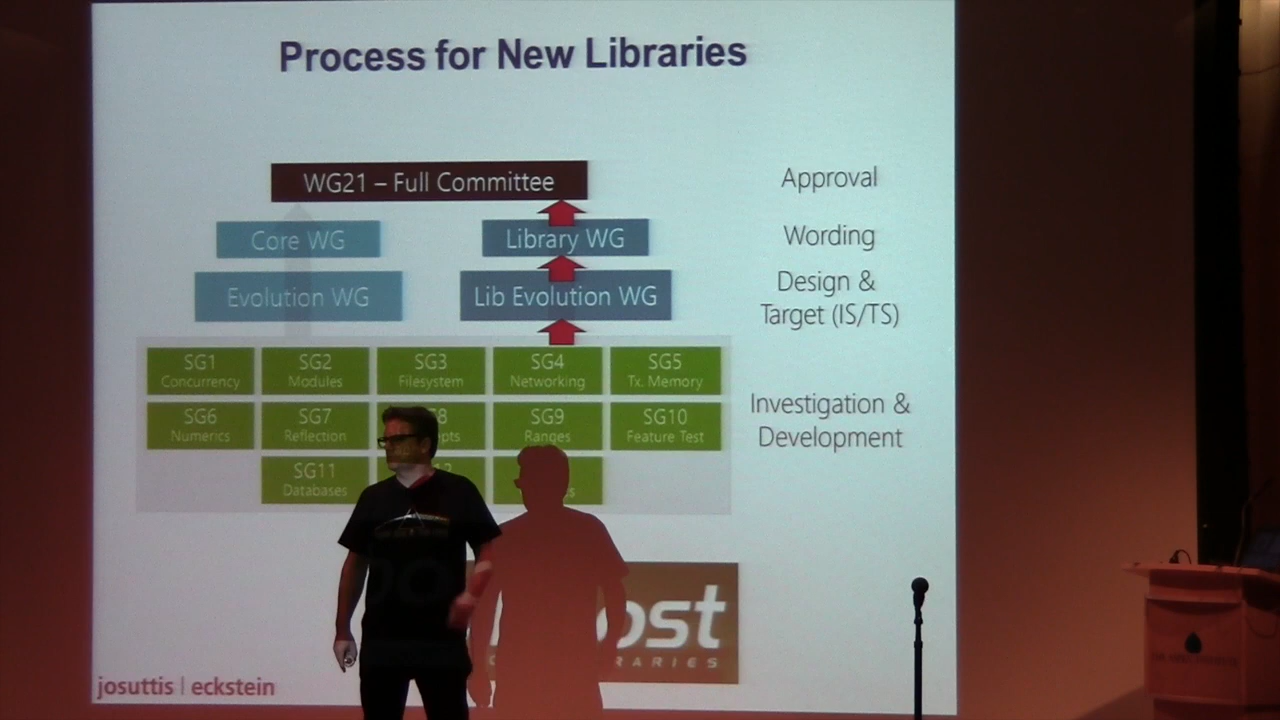 Process for New Libraries
WG21 – Full Committee
Approval
Core WG
Library WG
Wording
Evolution WG
Lib Evolution WG
Design &
Target (IS/TS)
SG1
Concurrency
SG2
Modules
SG3
Filesystem
SG4
Networking
SG5
Tx. Memory
SG6
Numerics
SG7
Reflection
SG9
Ranges
SG10
Feature Test
Investigation &
Development
SG11
Databases
josuttis | eckstein